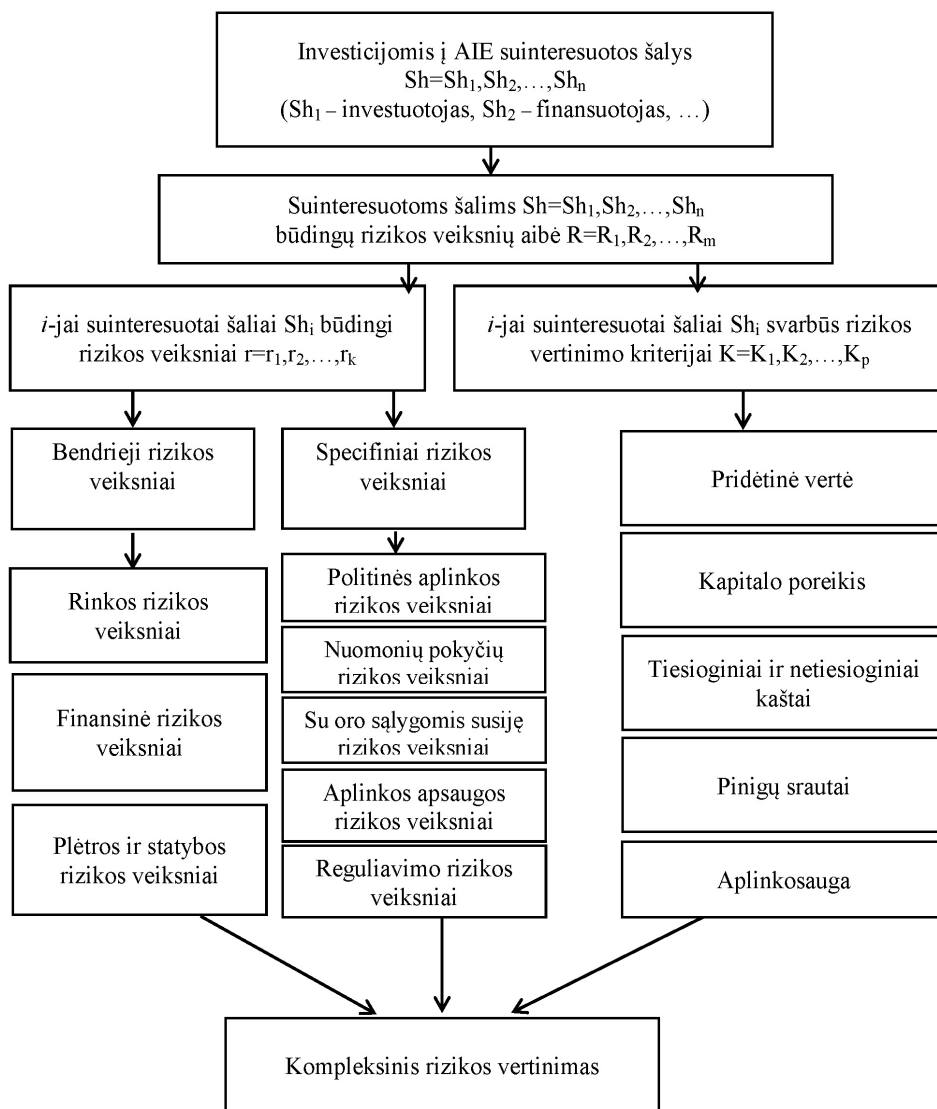 Investicijomis į AIE suinteresuotos šalys
Sh=Sh₁,Sh₂,…,Shₙ
(Sh₁ – investuotojas, Sh₂ – finansuotojas, …)
Suinteresuotoms šalims Sh=Sh₁,Sh₂,…,Shₙ
būdingų rizikos veiksnių aibė R=R₁,R₂,…,Rₘ
i-jai suinteresuotai šaliai Shᵢ būdingi
rizikos veiksniai r=r₁,r₂,…,rₖ
i-jai suinteresuotai šaliai Shᵢ svarbūs rizikos
vertinimo kriterijai K=K₁,K₂,…,Kₚ
Bendrieji rizikos
veiksniai
Rinkos rizikos
veiksniai
Finansinė rizikos
veiksniai
Plėtros ir statybos
rizikos veiksniai
Specifiniai rizikos
veiksniai
Politinės aplinkos
rizikos veiksniai
Nuomonių pokyčių
rizikos veiksniai
Su oro sąlygomis susiję
rizikos veiksniai
Aplinkos apsaugos
rizikos veiksniai
Reguliavimo rizikos
veiksniai
Pridėtinė vertė
Kapitalo poreikis
Tiesioginiai ir netiesioginiai
kaštai
Pinigų srautai
Aplinkosauga
Kompleksinis rizikos vertinimas